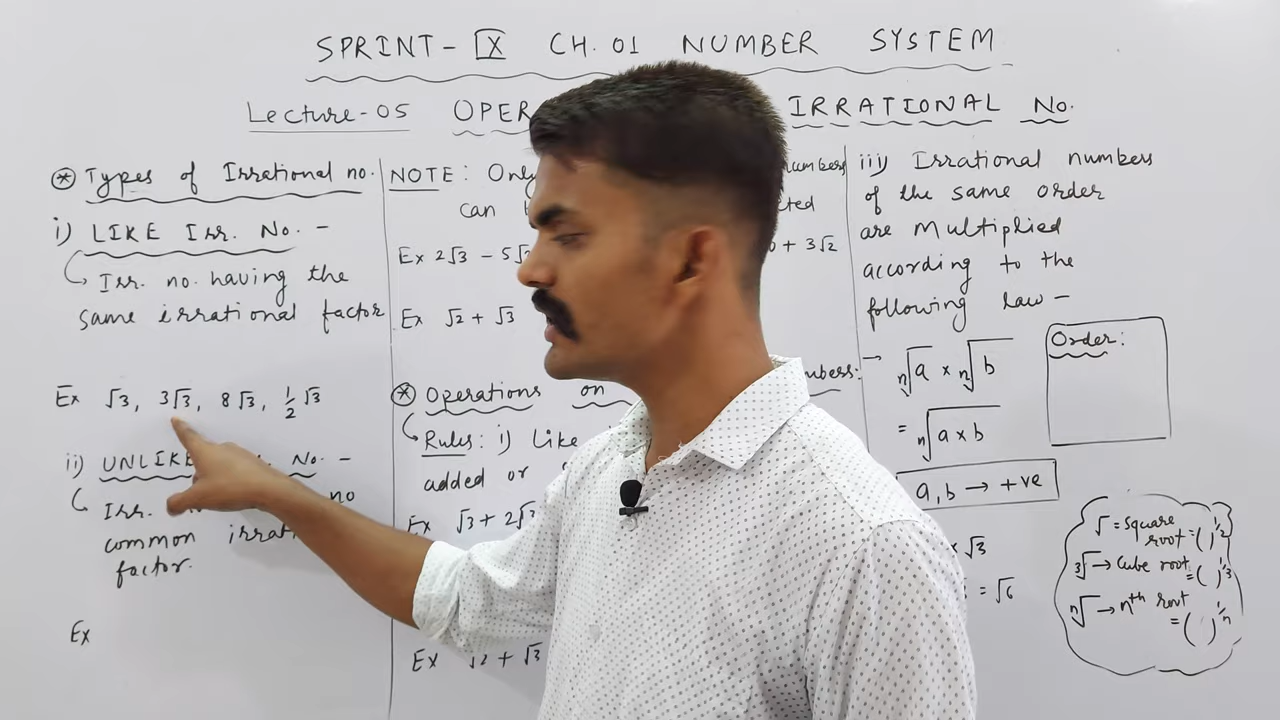 SPRINT-IX CH. 01 NUMBER SYSTEM
Lecture-05 OPER IRRATIONAL No.
* Types of Irrational no.
i) LIKE Irr. No. -
Irr. no. having the
same irrational factor
Ex √3, 3√3, 8√3, 1/2 √3
ii) UNLIKE No. -
Irr. no
common irrati
factor.
Ex
NOTE: Only numbers
can cted
Ex 2√3 - 5√2 + 3√2
Ex √2 + √3
* Operations on mbers:
Rules: i) Like
added or
Ex √3 + 2√3
Ex √2 + √3
iii) Irrational numbers
of the same order
are Multiplied
according to the
following law -
→ ⁿ√a × ⁿ√b
= ⁿ√a×b
a, b → +ve
× √3
= √6
Order:
√ = square
root = ( )^1/2
³√ → Cube root
= ( )^1/3
ⁿ√ → nth root
= ( )^1/n